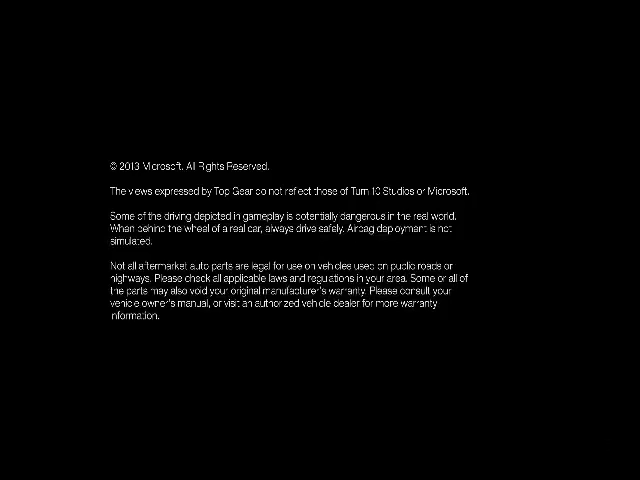 © 2013 Microsoft. All Rights Reserved.
The views expressed by Top Gear do not reflect those of Turn 10 Studios or Microsoft.
Some of the driving depicted in gameplay is potentially dangerous in the real world.
When behind the wheel of a real car, always drive safely. Airbag deployment is not
simulated.
Not all aftermarket auto parts are legal for use on vehicles used on public roads or
highways. Please check all applicable laws and regulations in your area. Some or all of
the parts may also void your original manufacturer's warranty. Please consult your
vehicle owner's manual, or visit an authorized vehicle dealer for more warranty
information.